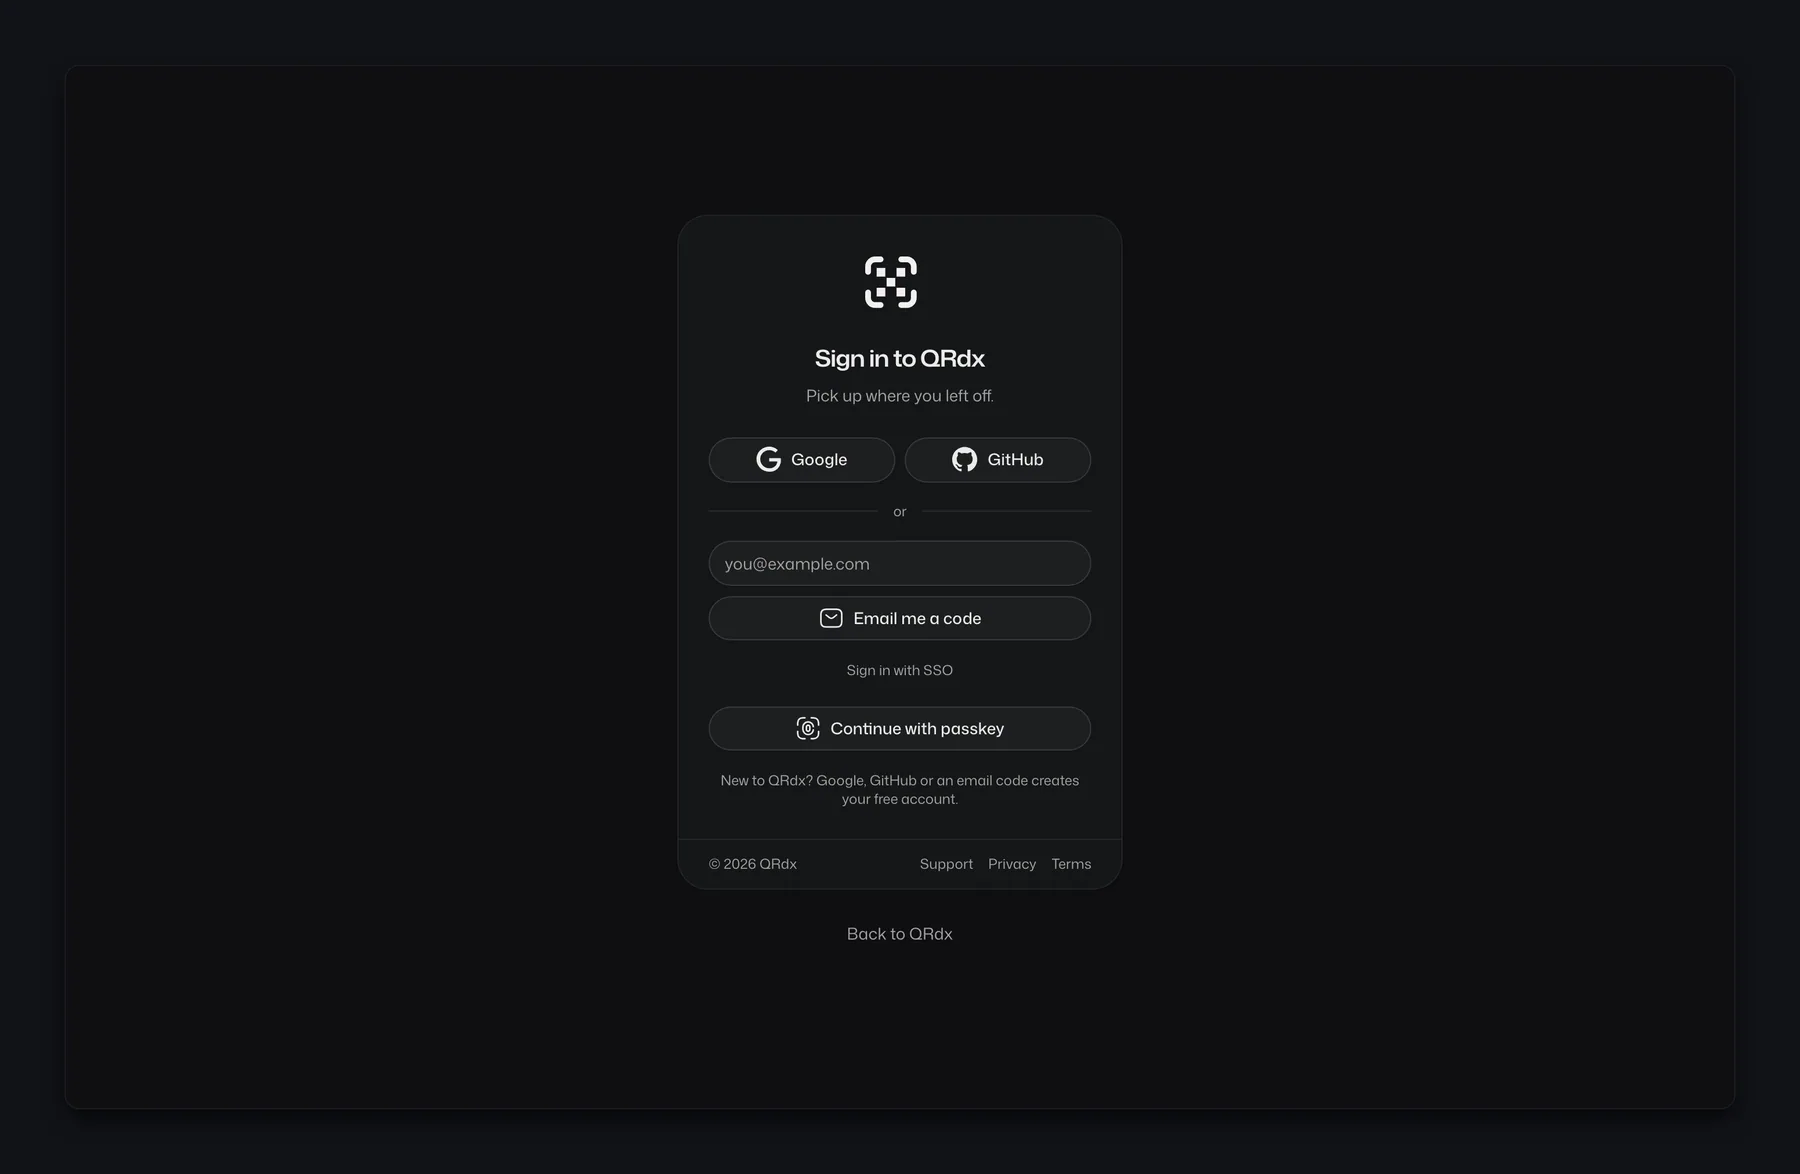 Sign in to QRdx
Pick up where you left off.
Google
GitHub
or
you@example.com
Email me a code
Sign in with SSO
Continue with passkey
New to QRdx? Google, GitHub or an email code creates
your free account.
© 2026 QRdx
Support
Privacy
Terms
Back to QRdx